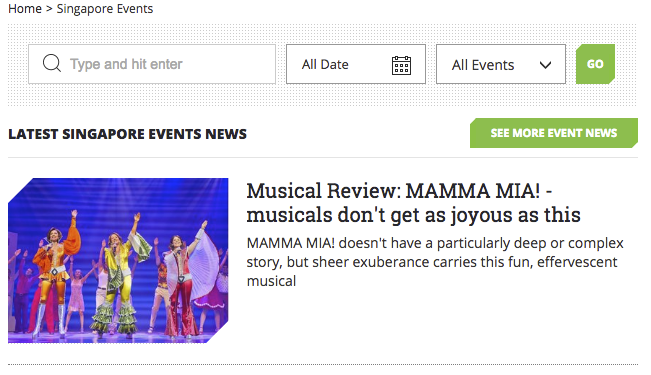 Home > Singapore Events
Type and hit enter
All Date
All Events
GO
LATEST SINGAPORE EVENTS NEWS
SEE MORE EVENT NEWS
Musical Review: MAMMA MIA! -
musicals don't get as joyous as this
MAMMA MIA! doesn't have a particularly deep or complex
story, but sheer exuberance carries this fun, effervescent
musical